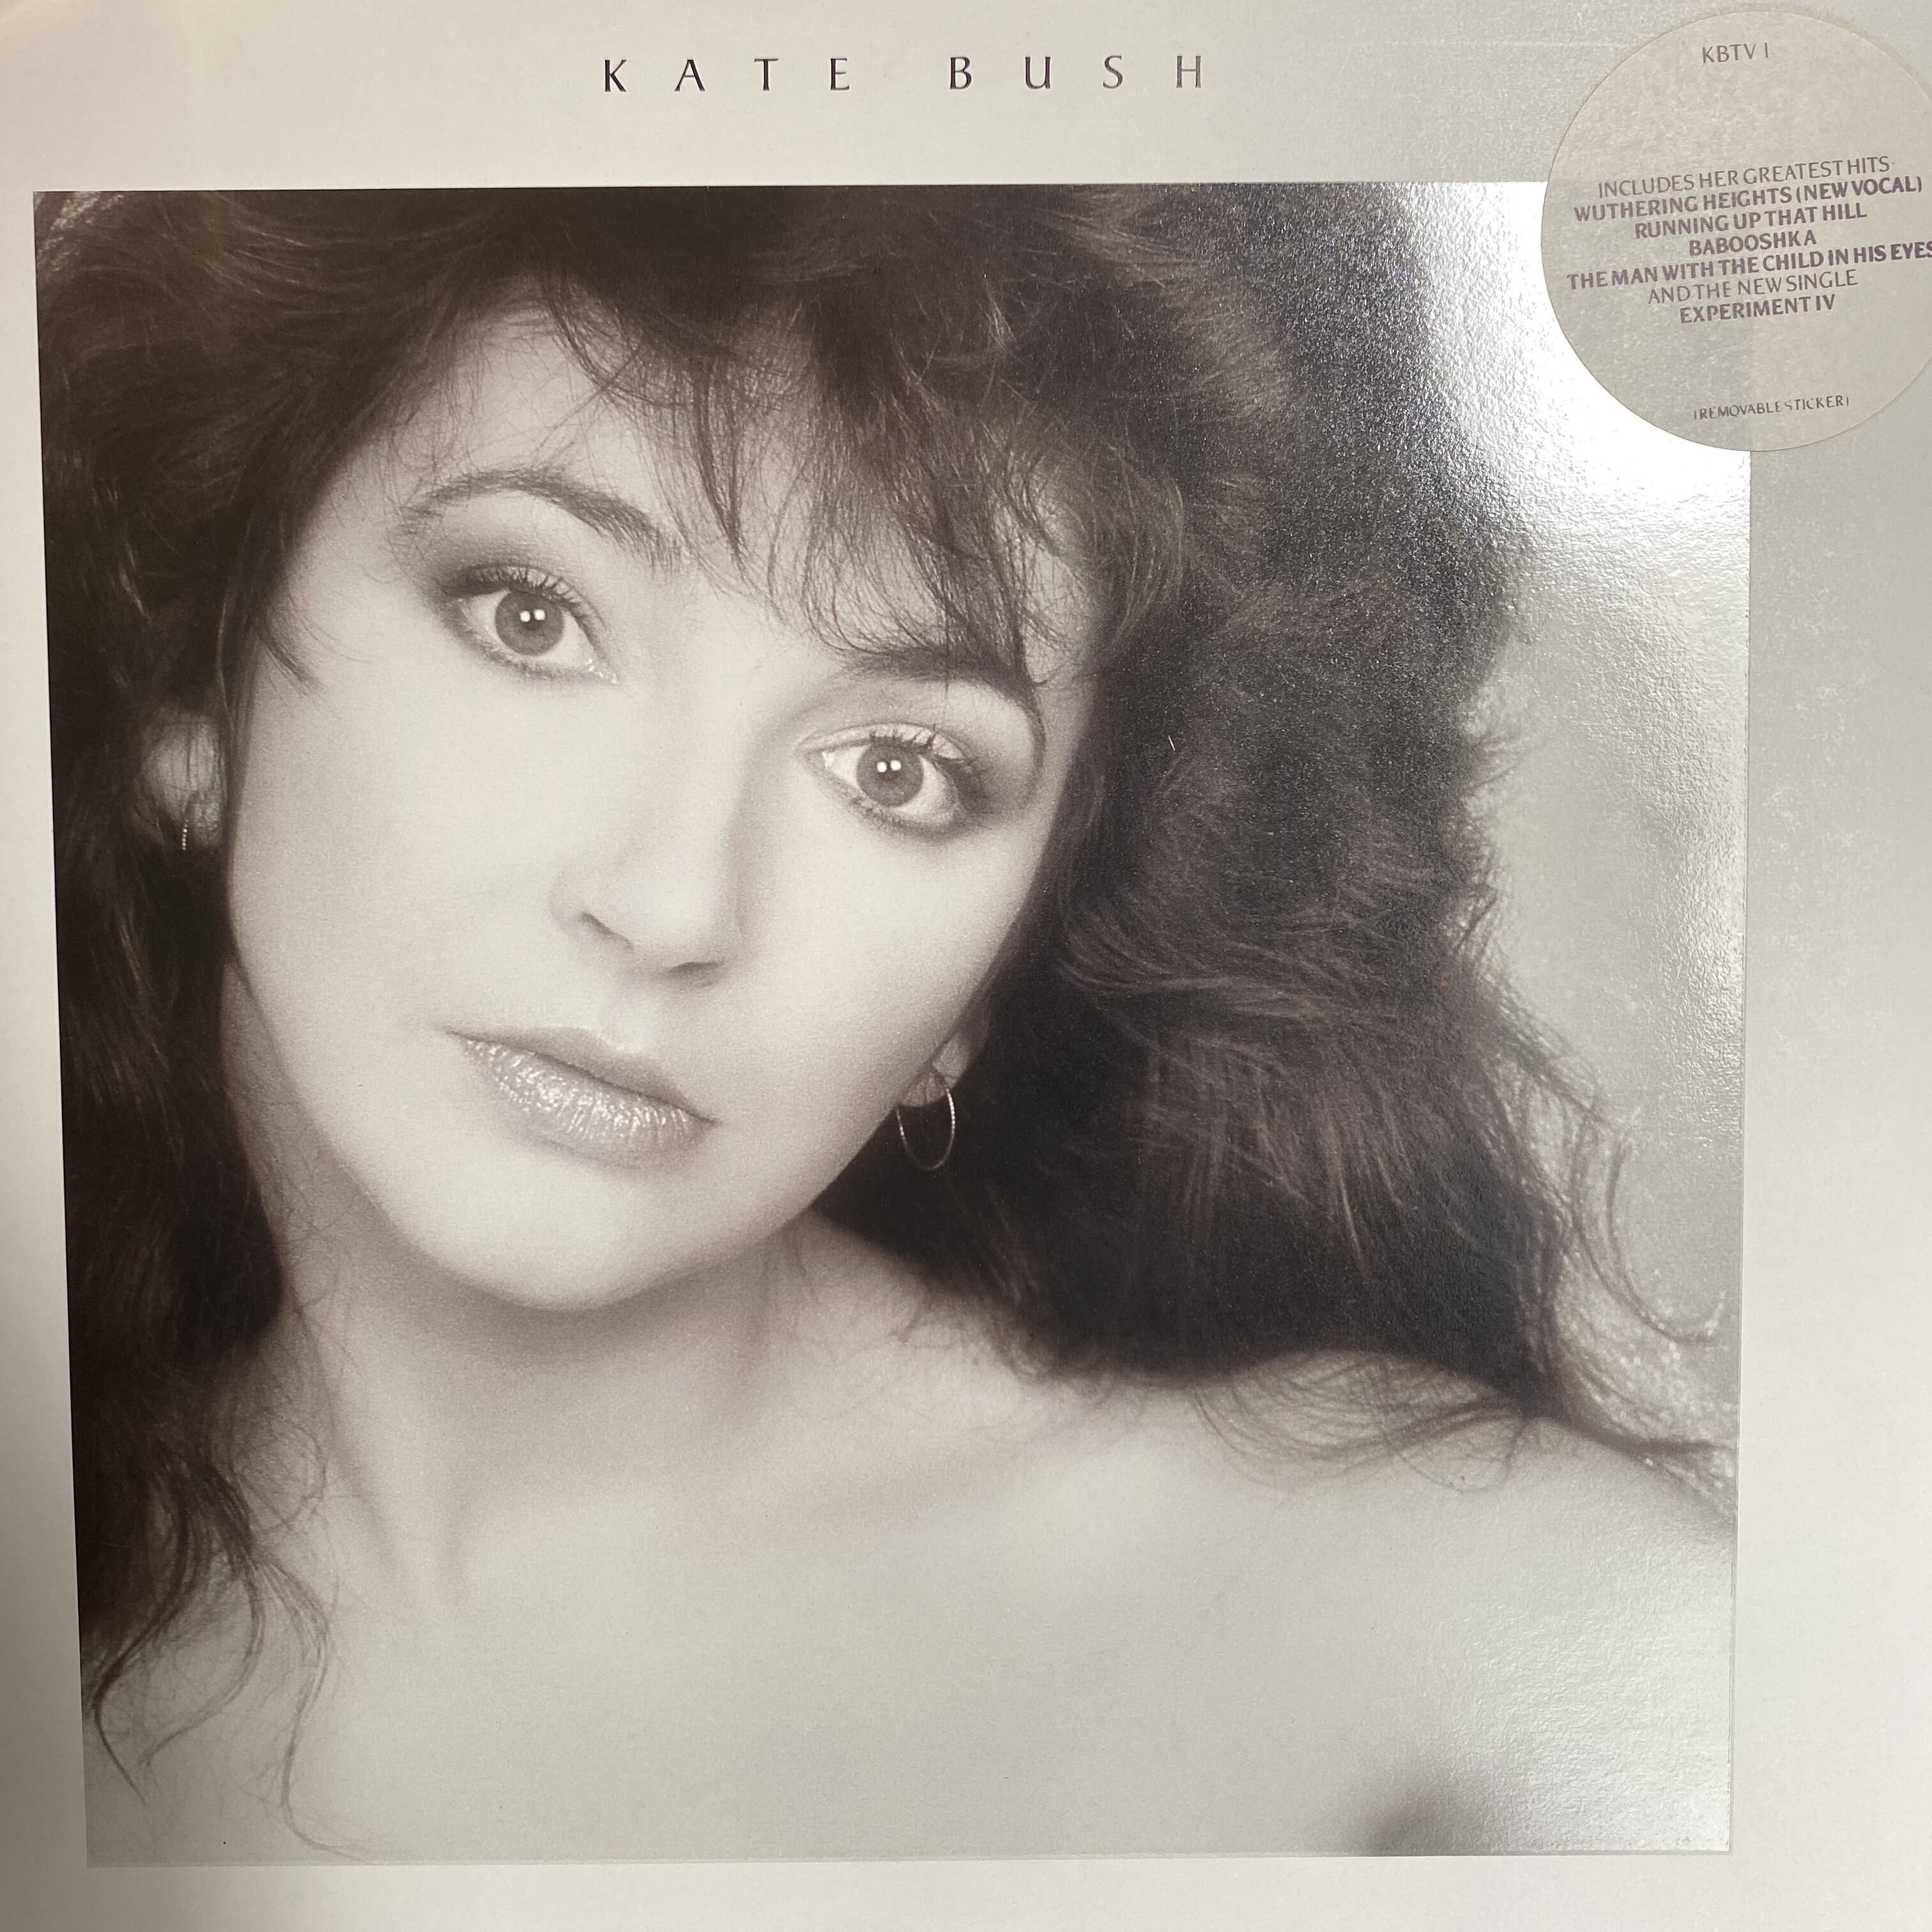 KATE BUSH
KBTV 1
INCLUDES HER GREATEST HITS
WUTHERING HEIGHTS (NEW VOCAL)
RUNNING UP THAT HILL
BABOOSHKA
THE MAN WITH THE CHILD IN HIS EYES
AND THE NEW SINGLE
EXPERIMENT IV
(REMOVABLE STICKER)